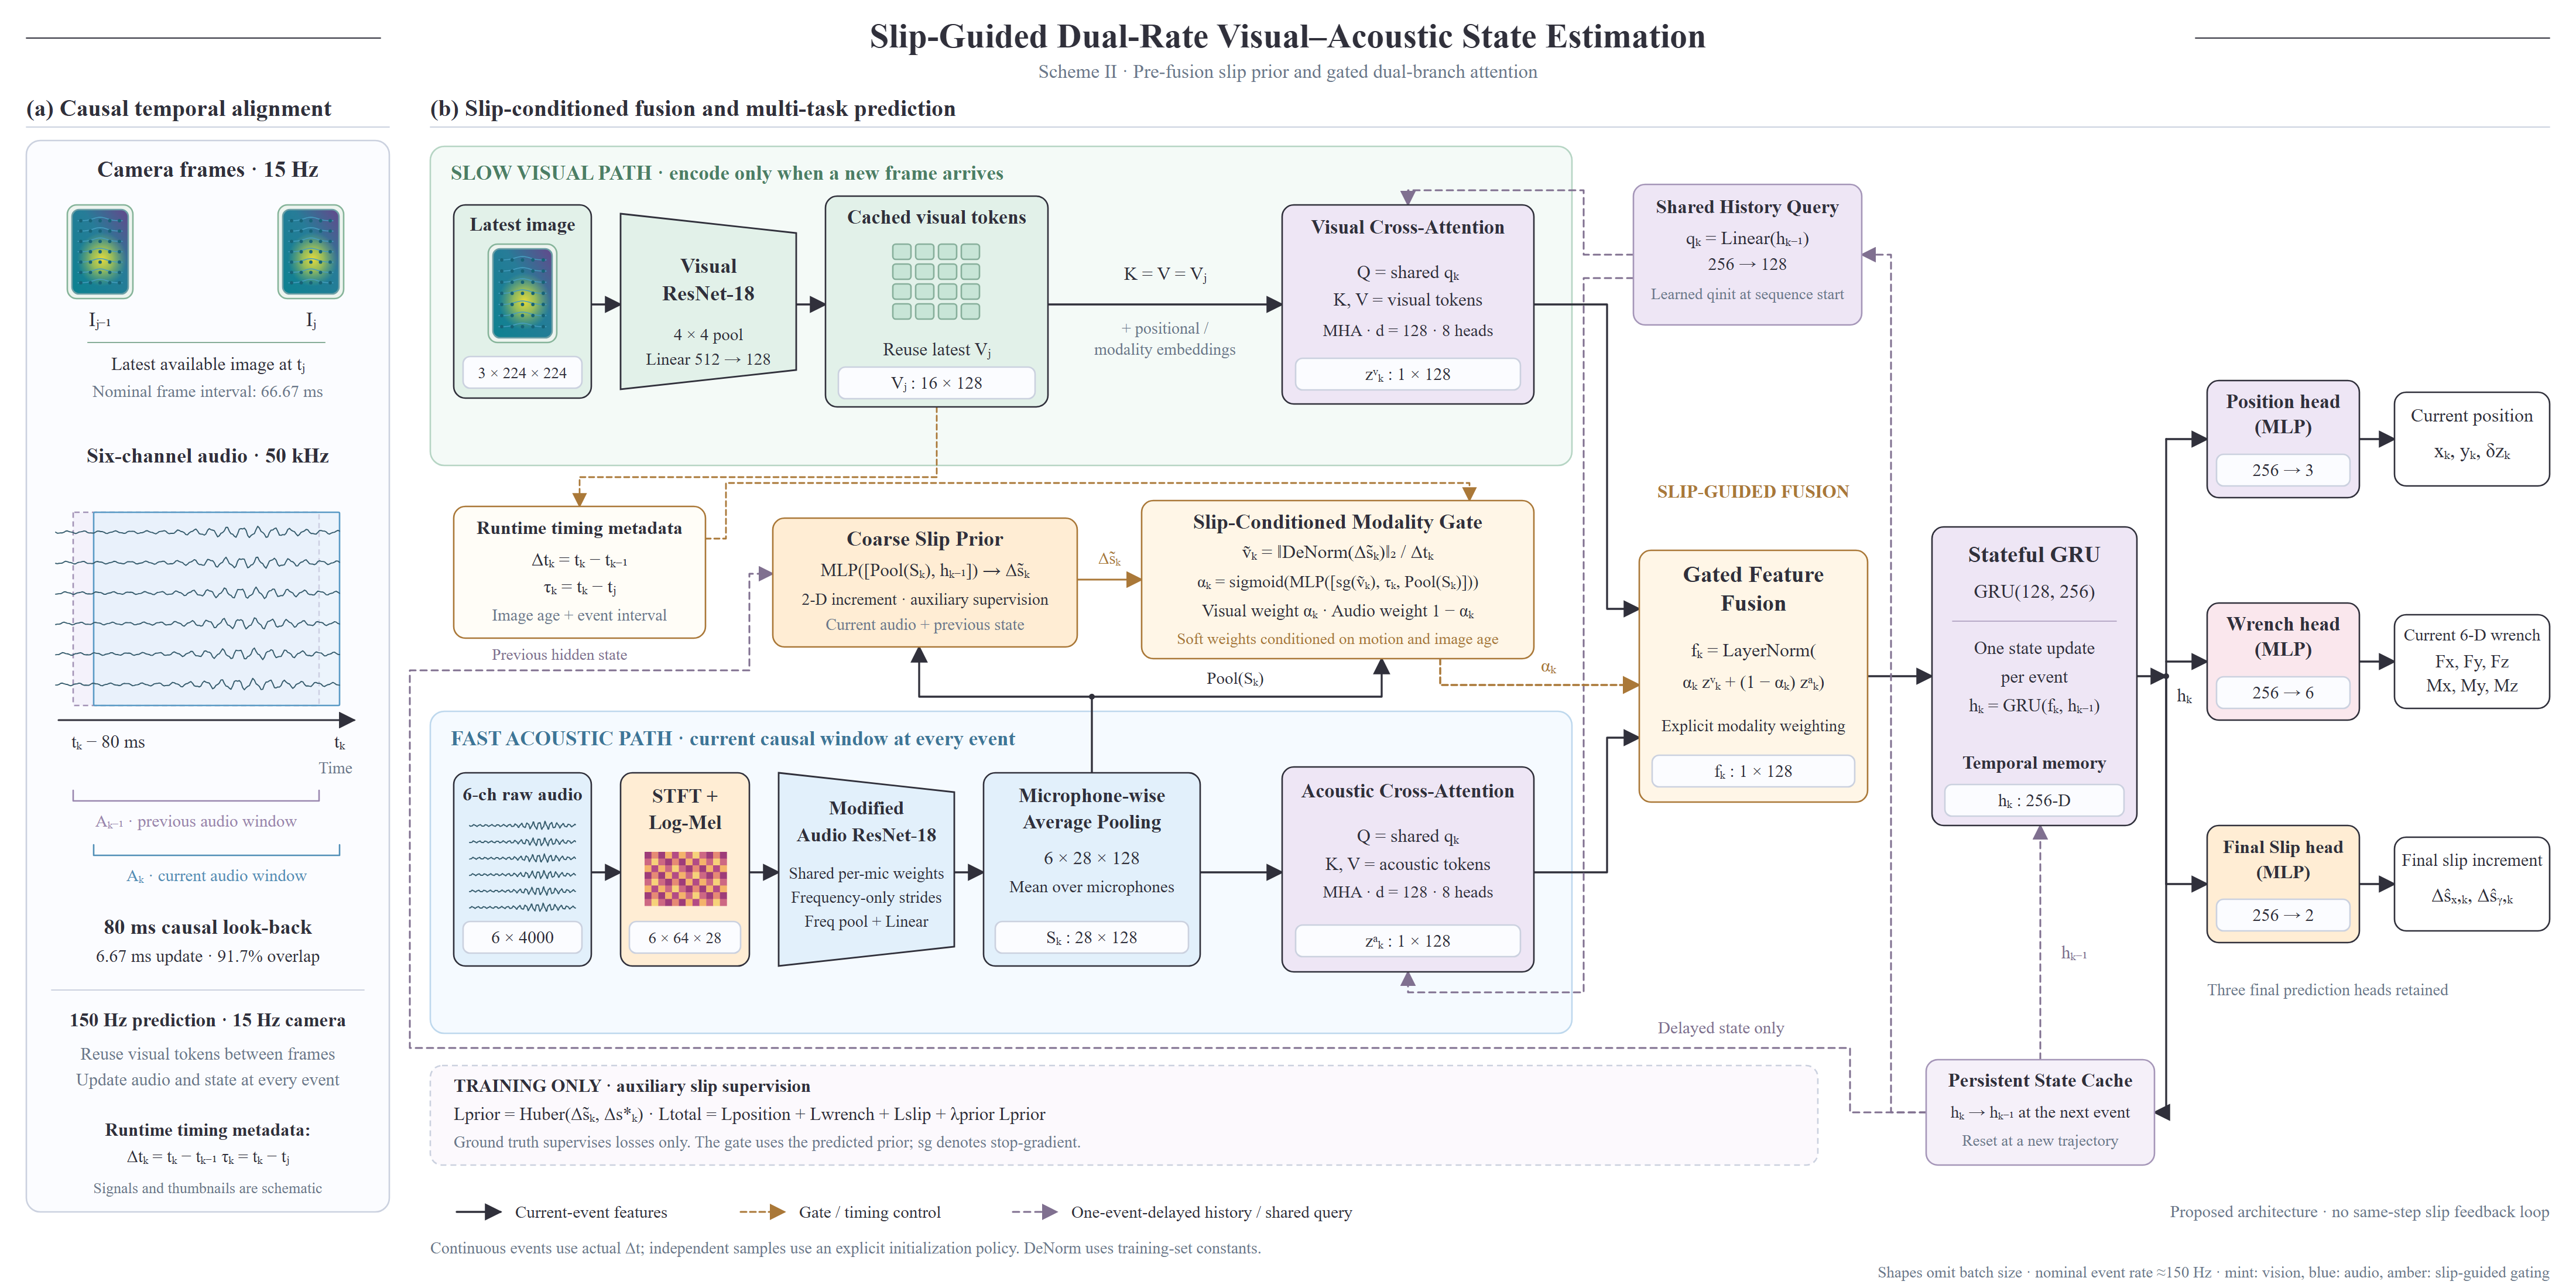 Slip-Guided Dual-Rate Visual–Acoustic State Estimation
Scheme II · Pre-fusion slip prior and gated dual-branch attention
(a) Causal temporal alignment
Camera frames · 15 Hz
Iⱼ₋₁
Iⱼ
Latest available image at tⱼ
Nominal frame interval: 66.67 ms
Six-channel audio · 50 kHz
tₖ − 80 ms
tₖ
Time
Aₖ₋₁ · previous audio window
Aₖ · current audio window
80 ms causal look-back
6.67 ms update · 91.7% overlap
150 Hz prediction · 15 Hz camera
Reuse visual tokens between frames
Update audio and state at every event
Runtime timing metadata:
Δtₖ = tₖ − tₖ₋₁ τₖ = tₖ − tⱼ
Signals and thumbnails are schematic
(b) Slip-conditioned fusion and multi-task prediction
SLOW VISUAL PATH · encode only when a new frame arrives
Latest image
3 × 224 × 224
Visual
ResNet-18
4 × 4 pool
Linear 512 → 128
Cached visual tokens
Reuse latest Vⱼ
Vⱼ : 16 × 128
K = V = Vⱼ
+ positional /
modality embeddings
Visual Cross-Attention
Q = shared qₖ
K, V = visual tokens
MHA · d = 128 · 8 heads
zᵛₖ : 1 × 128
Shared History Query
qₖ = Linear(hₖ₋₁)
256 → 128
Learned qinit at sequence start
Runtime timing metadata
Δtₖ = tₖ − tₖ₋₁
τₖ = tₖ − tⱼ
Image age + event interval
Previous hidden state
Coarse Slip Prior
MLP([Pool(Sₖ), hₖ₋₁]) → Δs̃ₖ
2-D increment · auxiliary supervision
Current audio + previous state
Δs̃ₖ
Slip-Conditioned Modality Gate
ṽₖ = ‖DeNorm(Δs̃ₖ)‖₂ / Δtₖ
αₖ = sigmoid(MLP([sg(ṽₖ), τₖ, Pool(Sₖ)]))
Visual weight αₖ · Audio weight 1 − αₖ
Soft weights conditioned on motion and image age
Pool(Sₖ)
αₖ
SLIP-GUIDED FUSION
Gated Feature
Fusion
fₖ = LayerNorm(
αₖ zᵛₖ + (1 − αₖ) zᵃₖ)
Explicit modality weighting
fₖ : 1 × 128
Stateful GRU
GRU(128, 256)
One state update
per event
hₖ = GRU(fₖ, hₖ₋₁)
Temporal memory
hₖ : 256-D
hₖ
Position head
(MLP)
256 → 3
Current position
xₖ, yₖ, δzₖ
Wrench head
(MLP)
256 → 6
Current 6-D wrench
Fx, Fy, Fz
Mx, My, Mz
Final Slip head
(MLP)
256 → 2
Final slip increment
Δŝₓ,ₖ, Δŝᵧ,ₖ
Three final prediction heads retained
FAST ACOUSTIC PATH · current causal window at every event
6-ch raw audio
6 × 4000
STFT +
Log-Mel
6 × 64 × 28
Modified
Audio ResNet-18
Shared per-mic weights
Frequency-only strides
Freq pool + Linear
Microphone-wise
Average Pooling
6 × 28 × 128
Mean over microphones
Sₖ : 28 × 128
Acoustic Cross-Attention
Q = shared qₖ
K, V = acoustic tokens
MHA · d = 128 · 8 heads
zᵃₖ : 1 × 128
hₖ₋₁
Delayed state only
Persistent State Cache
hₖ → hₖ₋₁ at the next event
Reset at a new trajectory
TRAINING ONLY · auxiliary slip supervision
Lprior = Huber(Δs̃ₖ, Δs*ₖ) · Ltotal = Lposition + Lwrench + Lslip + λprior Lprior
Ground truth supervises losses only. The gate uses the predicted prior; sg denotes stop-gradient.
Current-event features
Gate / timing control
One-event-delayed history / shared query
Proposed architecture · no same-step slip feedback loop
Continuous events use actual Δt; independent samples use an explicit initialization policy. DeNorm uses training-set constants.
Shapes omit batch size · nominal event rate ≈150 Hz · mint: vision, blue: audio, amber: slip-guided gating